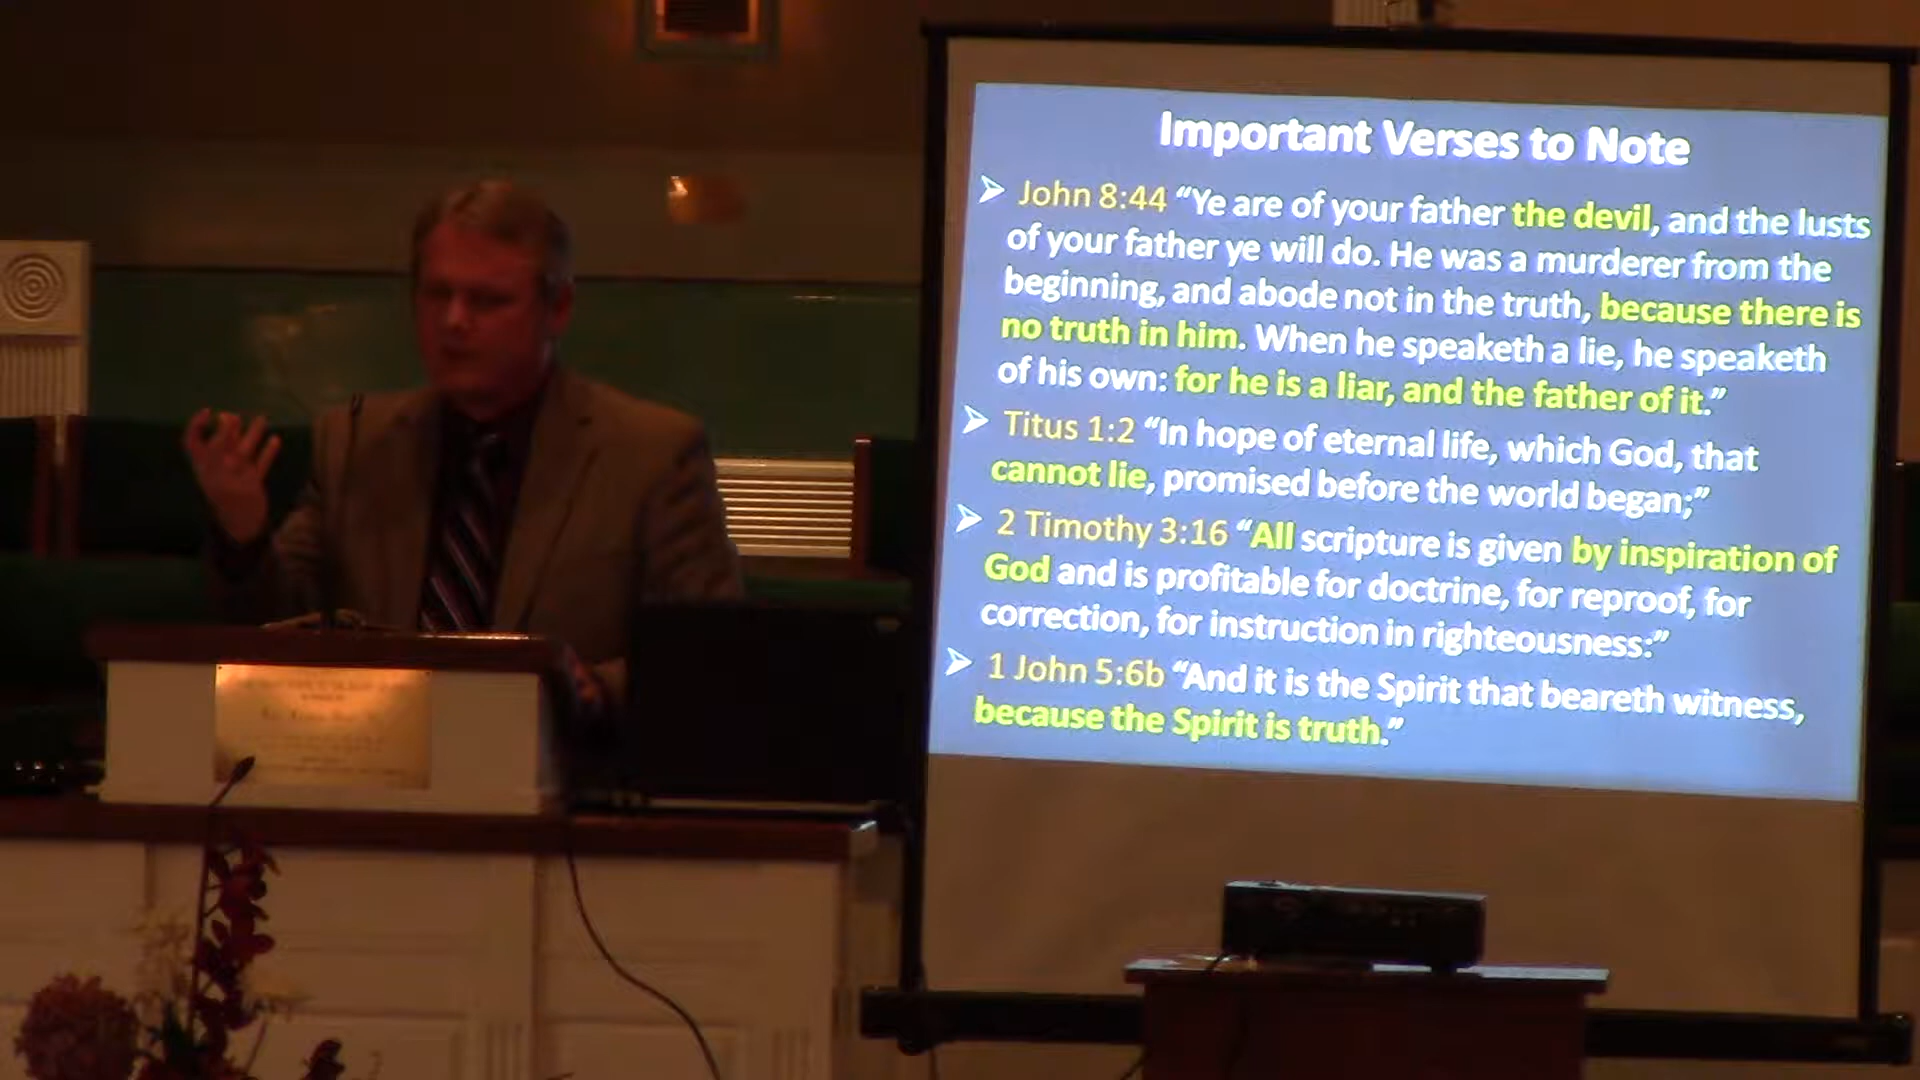 Important Verses to Note
John 8:44 “Ye are of your father the devil, and the lusts
of your father ye will do. He was a murderer from the
beginning, and abode not in the truth, because there is
no truth in him. When he speaketh a lie, he speaketh
of his own: for he is a liar, and the father of it.”
Titus 1:2 “In hope of eternal life, which God, that
cannot lie, promised before the world began;”
2 Timothy 3:16 “All scripture is given by inspiration of
God and is profitable for doctrine, for reproof, for
correction, for instruction in righteousness:”
1 John 5:6b “And it is the Spirit that beareth witness,
because the Spirit is truth.”